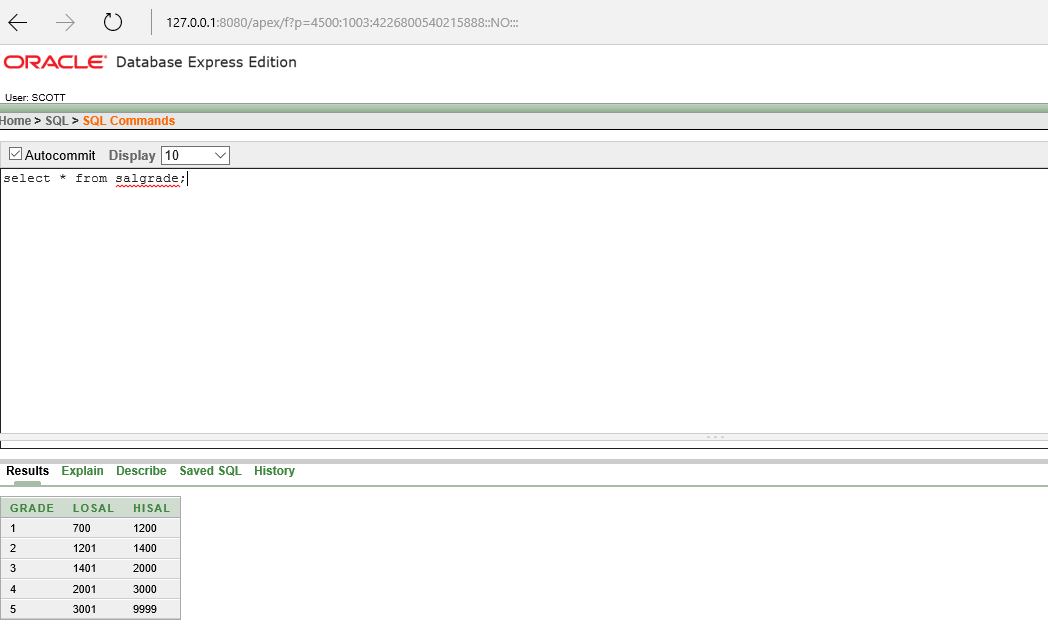 127.0.0.1:8080/apex/f?p=4500:1003:4226800540215888::NO:::
ORACLE® Database Express Edition
User: SCOTT
Home > SQL > SQL Commands
Autocommit Display 10
select * from salgrade;
Results Explain Describe Saved SQL History
GRADE LOSAL HISAL
1 700 1200
2 1201 1400
3 1401 2000
4 2001 3000
5 3001 9999